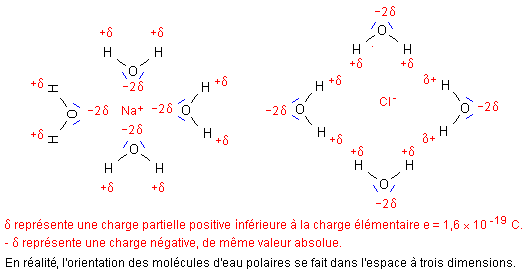 −2δ
+δ +δ O
H H H H
O +δ +δ
−2δ
+δ H H +δ H +δ δ+ H
O −2δ Na⁺ −2δ O −2δ O Cl⁻ O −2δ
−2δ
+δ H O H +δ H +δ δ+ H
H H O
+δ +δ +δ H H +δ
−2δ
δ représente une charge partielle positive inférieure à la charge élémentaire e = 1,6 × 10⁻¹⁹ C.
- δ représente une charge négative, de même valeur absolue.
En réalité, l'orientation des molécules d'eau polaires se fait dans l'espace à trois dimensions.